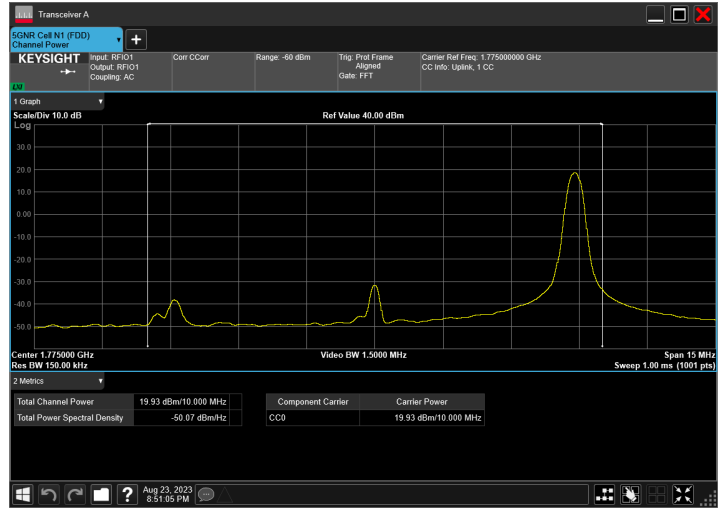 Transceiver A
5GNR Cell N1 (FDD)
Channel Power
KEYSIGHT
Input: RFIO1
Output: RFIO1
Coupling: AC
Corr CCorr
Range: -60 dBm
Trig: Prot Frame
Aligned
Gate: FFT
Carrier Ref Freq: 1.775000000 GHz
CC Info: Uplink, 1 CC
LXI
1 Graph
Scale/Div 10.0 dB
Ref Value 40.00 dBm
Log
30.0
20.0
10.0
0.00
-10.0
-20.0
-30.0
-40.0
-50.0
Center 1.775000 GHz
Video BW 1.5000 MHz
Span 15 MHz
Res BW 150.00 kHz
Sweep 1.00 ms (1001 pts)
2 Metrics
Total Channel Power 19.93 dBm/10.000 MHz
Total Power Spectral Density -50.07 dBm/Hz
Component Carrier Carrier Power
CC0 19.93 dBm/10.000 MHz
Aug 23, 2023
8:51:05 PM